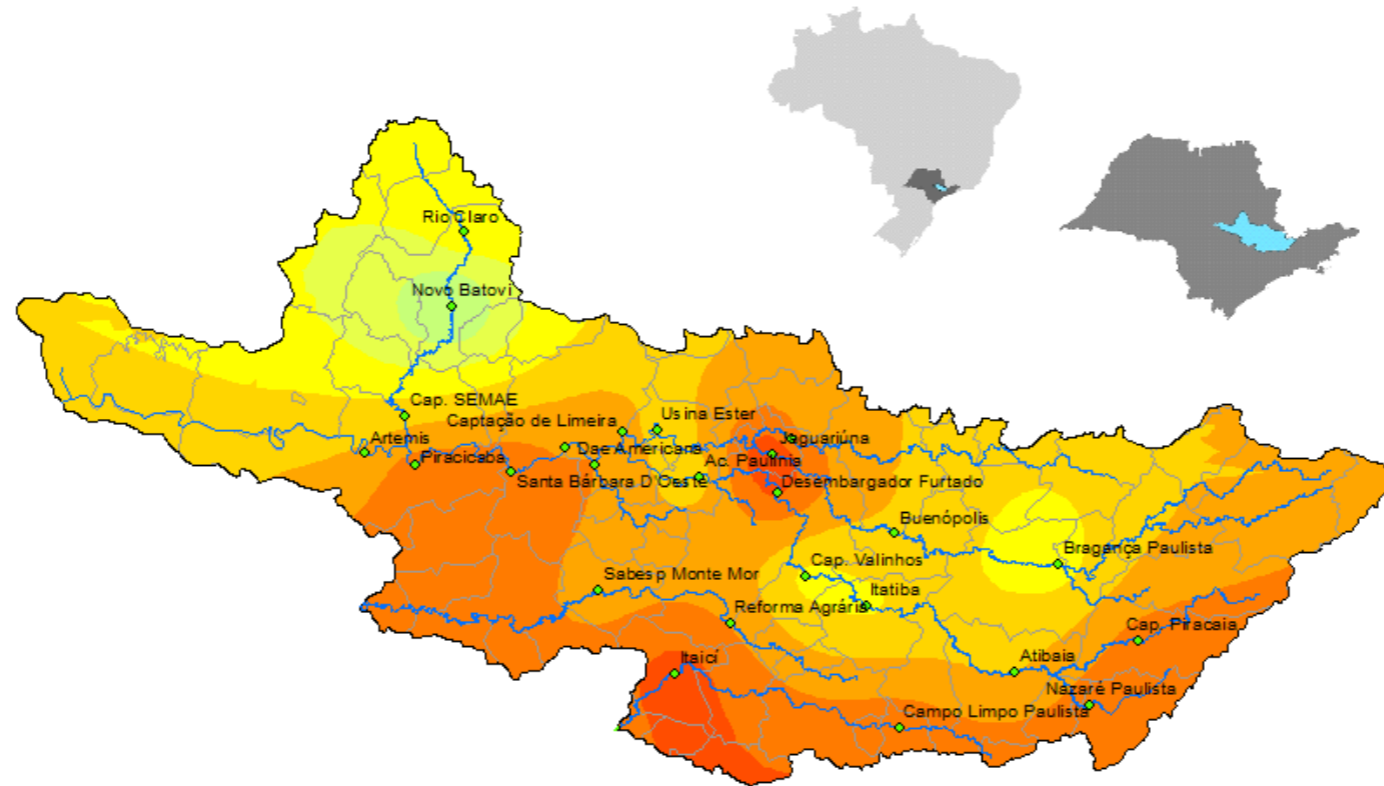 Rio Claro
Novo Batovi
Cap. SEMAE
Captação de Limeira
Usina Ester
Artemis
Dae Americana
Jaguariúna
Piracicaba
Ac. Paulínia
Santa Bárbara D'Oeste
Desembargador Furtado
Buenópolis
Bragança Paulista
Cap. Valinhos
Sabesp Monte Mor
Itatiba
Reforma Agrária
Cap. Piracaia
Itaicí
Atibaia
Nazaré Paulista
Campo Limpo Paulista